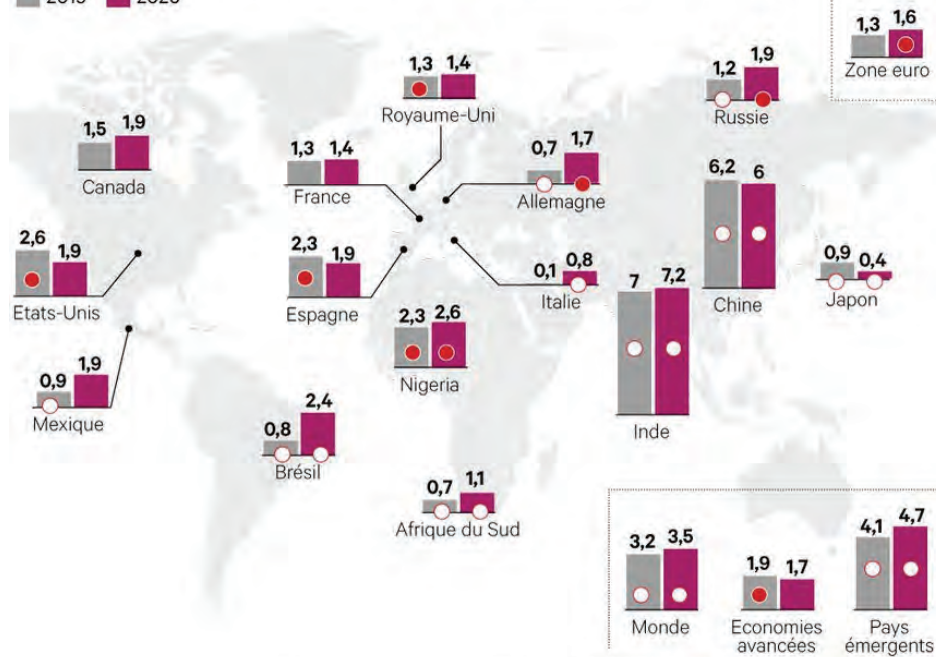 1,3 1,6
Zone euro
1,3 1,4
Royaume-Uni
1,2 1,9
Russie
1,5 1,9
Canada
1,3 1,4
France
0,7 1,7
Allemagne
6,2 6
Chine
2,6 1,9
Etats-Unis
2,3 1,9
Espagne
0,1 0,8
Italie
0,9 0,4
Japon
7 7,2
Inde
2,3 2,6
Nigeria
0,9 1,9
Mexique
0,8 2,4
Brésil
0,7 1,1
Afrique du Sud
3,2 3,5
Monde
1,9 1,7
Economies
avancées
4,1 4,7
Pays
émergents